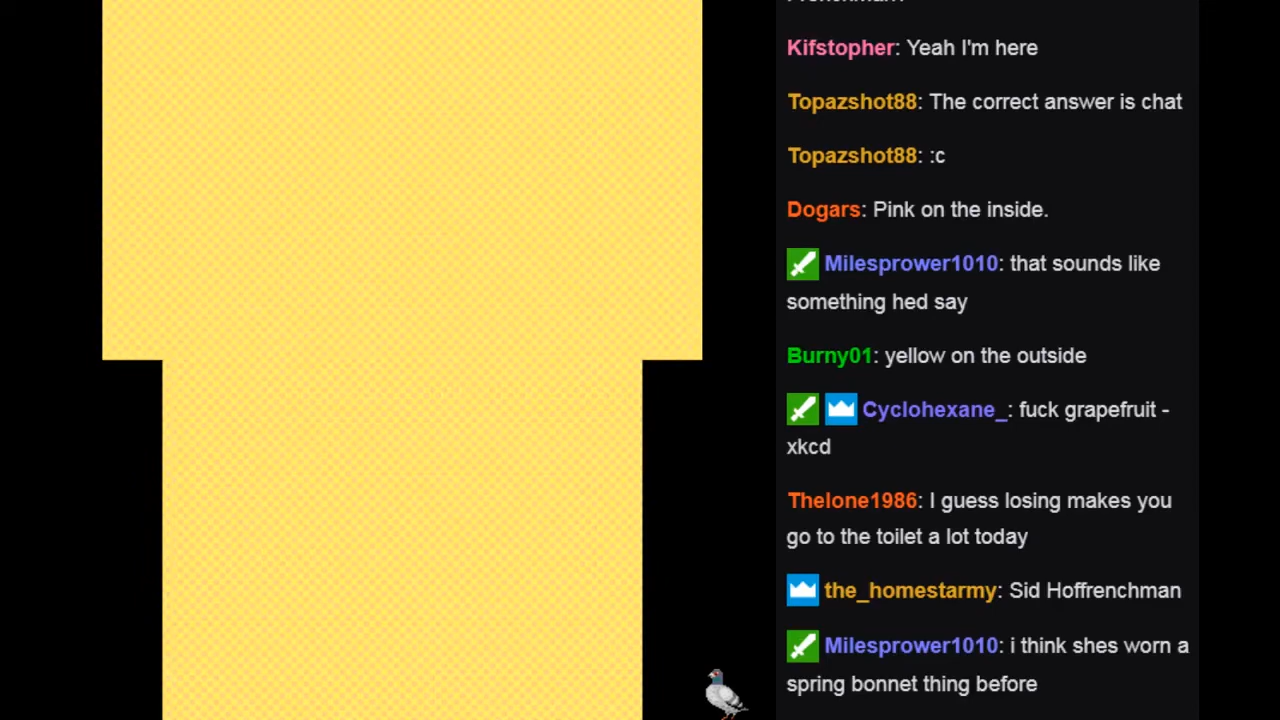 Kifstopher: Yeah I'm here
Topazshot88: The correct answer is chat
Topazshot88: :c
Dogars: Pink on the inside.
Milesprower1010: that sounds like
something hed say
Burny01: yellow on the outside
Cyclohexane_: fuck grapefruit -
xkcd
Thelone1986: I guess losing makes you
go to the toilet a lot today
the_homestarmy: Sid Hoffrenchman
Milesprower1010: i think shes worn a
spring bonnet thing before